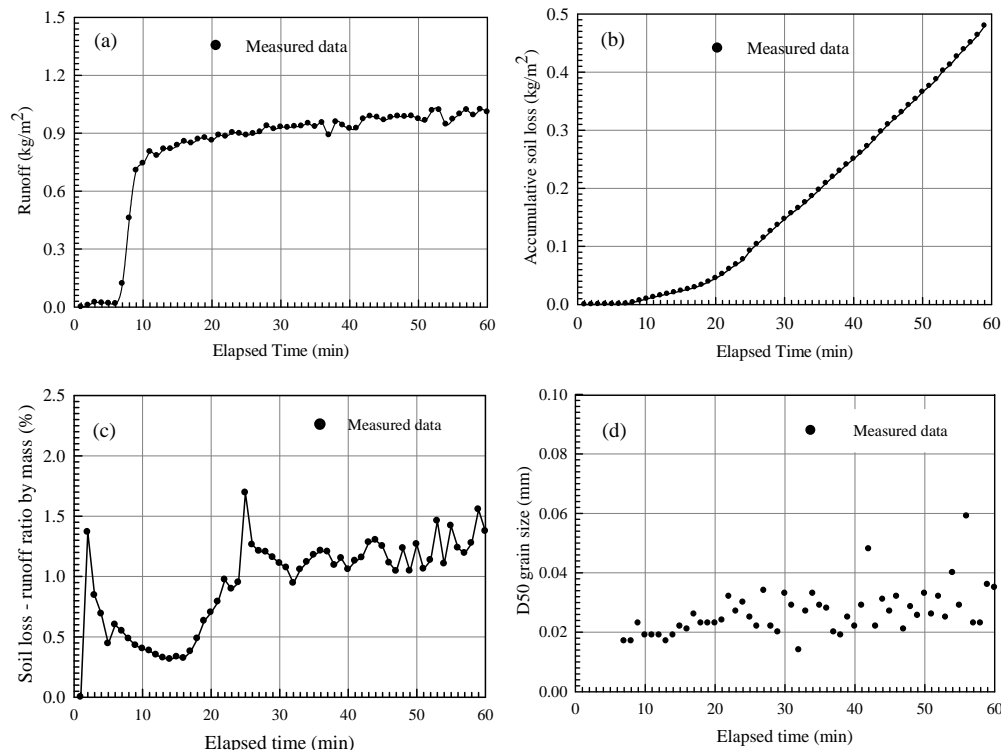 (a)
Measured data
1.5
1.2
0.9
0.6
0.3
0.0
0 10 20 30 40 50 60
Runoff (kg/m²)
Elapsed Time (min)
(b)
Measured data
0.5
0.4
0.3
0.2
0.1
0.0
0 10 20 30 40 50 60
Accumulative soil loss (kg/m²)
Elapsed Time (min)
(c)
Measured data
2.5
2.0
1.5
1.0
0.5
0.0
0 10 20 30 40 50 60
Soil loss - runoff ratio by mass (%)
Elapsed time (min)
(d)
Measured data
0.10
0.08
0.06
0.04
0.02
0.00
0 10 20 30 40 50 60
D50 grain size (mm)
Elapsed time (min)